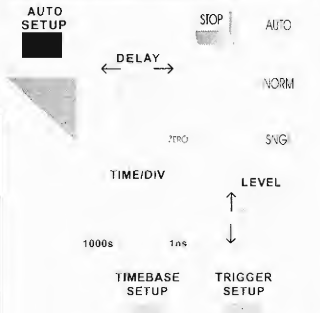 AUTO
SETUP
STOP
AUTO
DELAY
NORM
ZERO
SNGL
TIME/DIV
LEVEL
1000s 1ns
TIMEBASE
SETUP
TRIGGER
SETUP